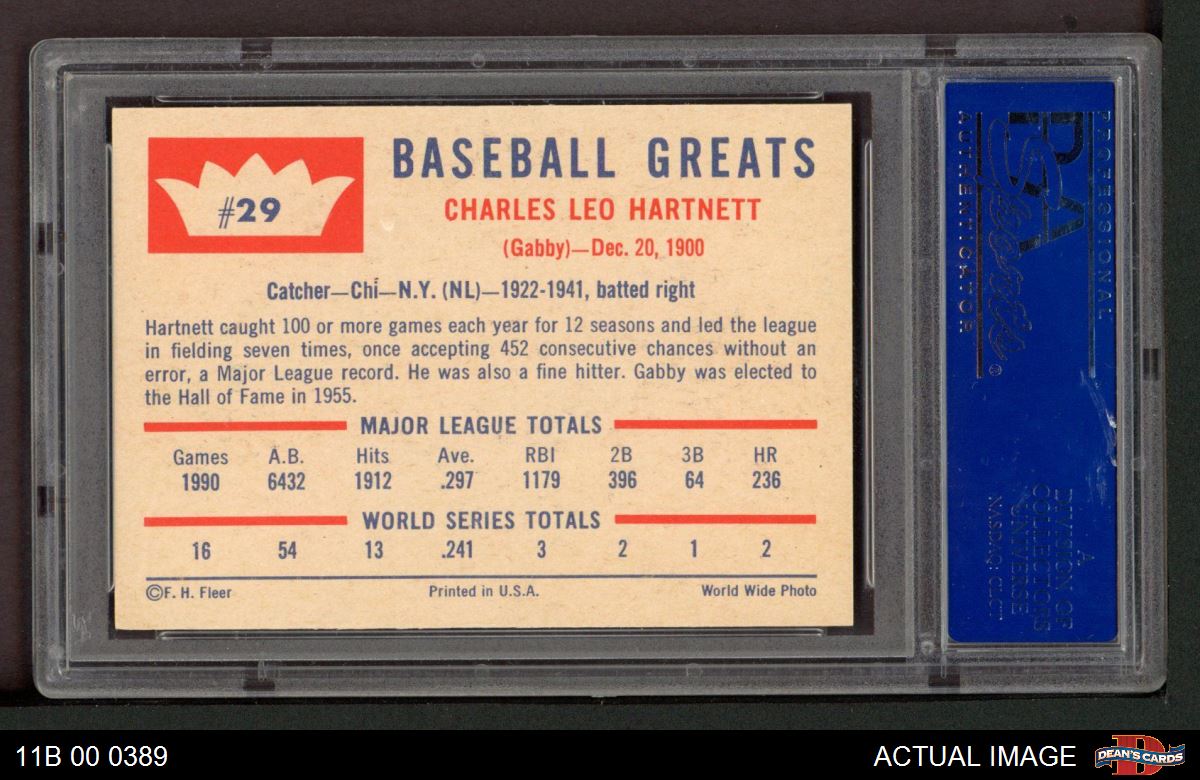 #29
BASEBALL GREATS
CHARLES LEO HARTNETT
(Gabby)—Dec. 20, 1900
Catcher—Chi—N.Y. (NL)—1922-1941, batted right
Hartnett caught 100 or more games each year for 12 seasons and led the league
in fielding seven times, once accepting 452 consecutive chances without an
error, a Major League record. He was also a fine hitter. Gabby was elected to
the Hall of Fame in 1955.
MAJOR LEAGUE TOTALS
Games A.B. Hits Ave. RBI 2B 3B HR
1990 6432 1912 .297 1179 396 64 236
WORLD SERIES TOTALS
16 54 13 .241 3 2 1 2
©F. H. Fleer Printed in U.S.A. World Wide Photo
PROFESSIONAL
PSA
Sports
AUTHENTICATOR
®
A
DIVISION OF
COLLECTORS
UNIVERSE
NASDAQ: CLCT
11B 00 0389
ACTUAL IMAGE
D
DEAN'S CARDS